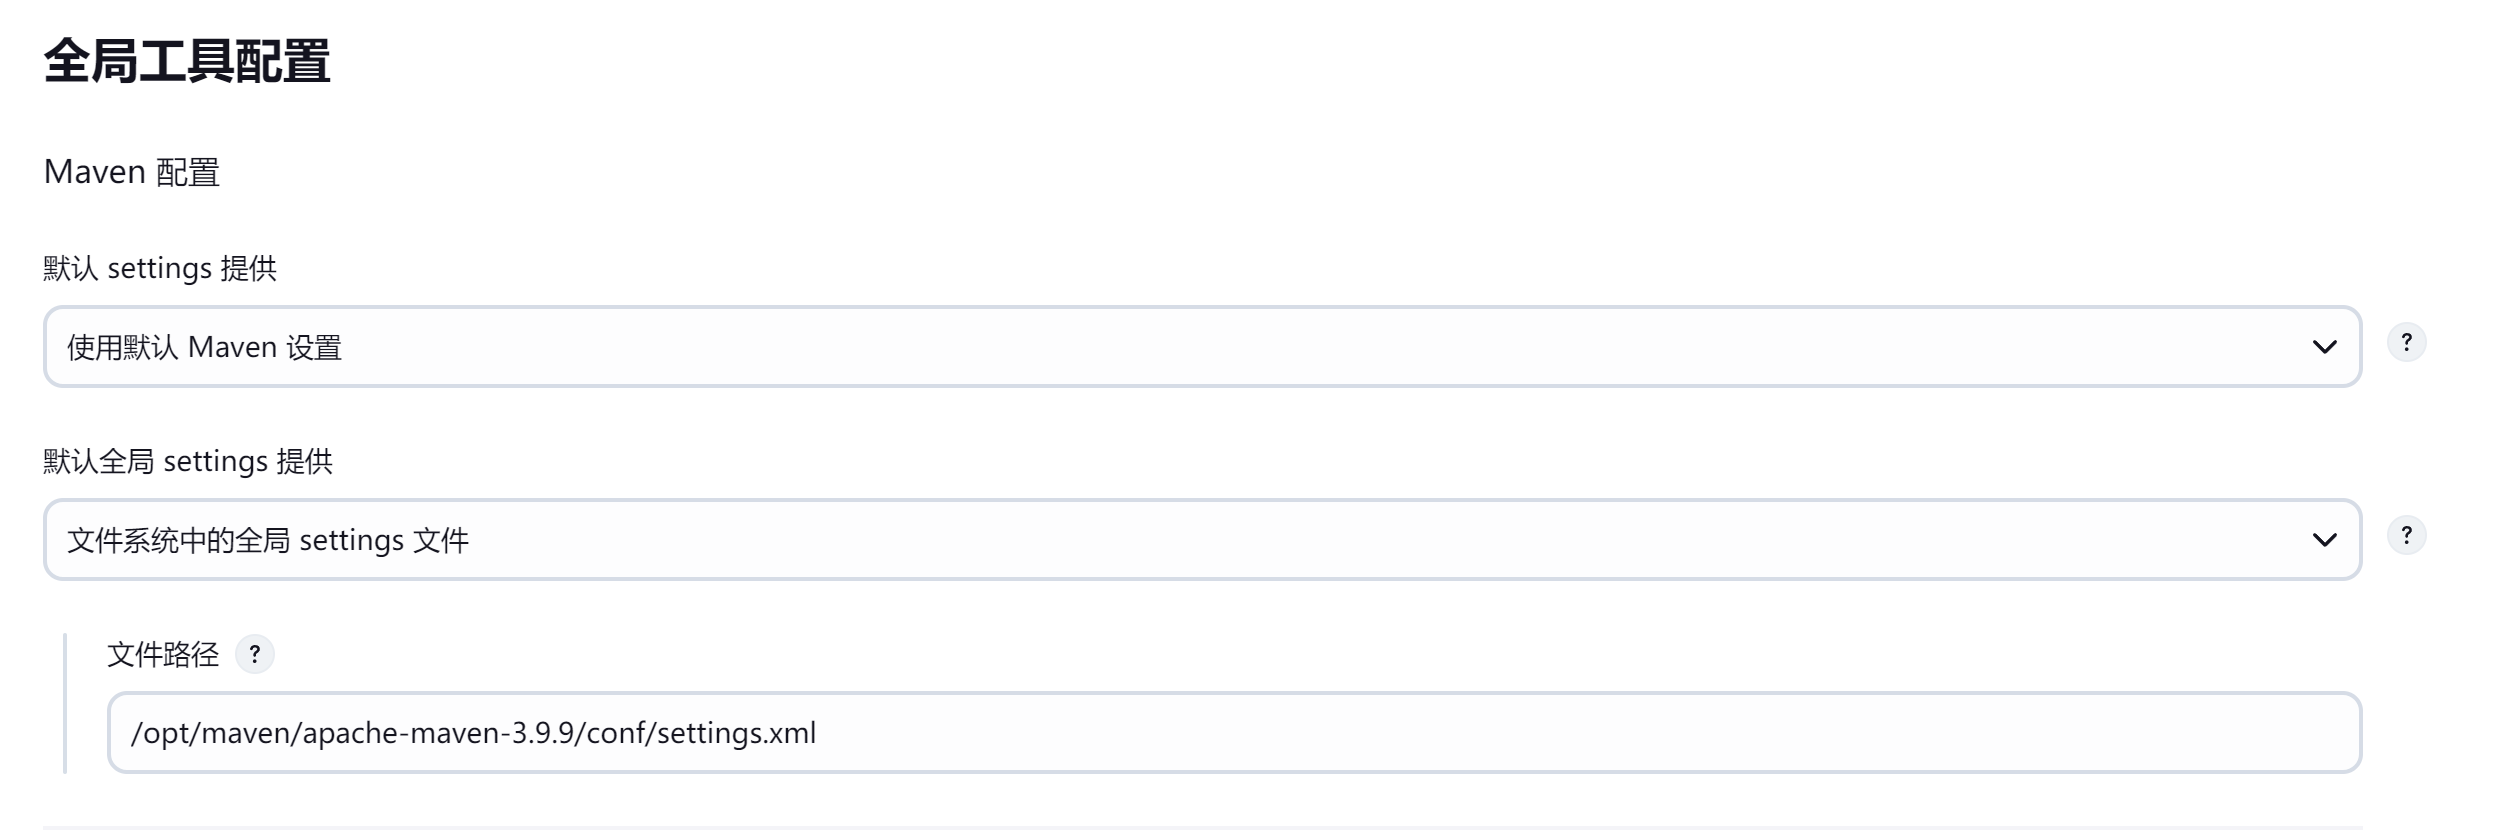 全局工具配置
Maven 配置
默认 settings 提供
使用默认 Maven 设置
?
默认全局 settings 提供
文件系统中的全局 settings 文件
?
文件路径 ?
/opt/maven/apache-maven-3.9.9/conf/settings.xml